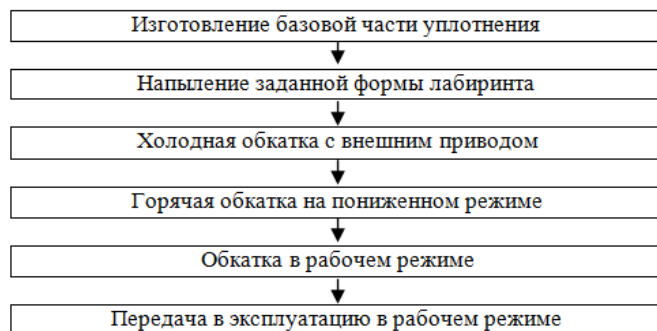 Изготовление базовой части уплотнения
Напыление заданной формы лабиринта
Холодная обкатка с внешним приводом
Горячая обкатка на пониженном режиме
Обкатка в рабочем режиме
Передача в эксплуатацию в рабочем режиме